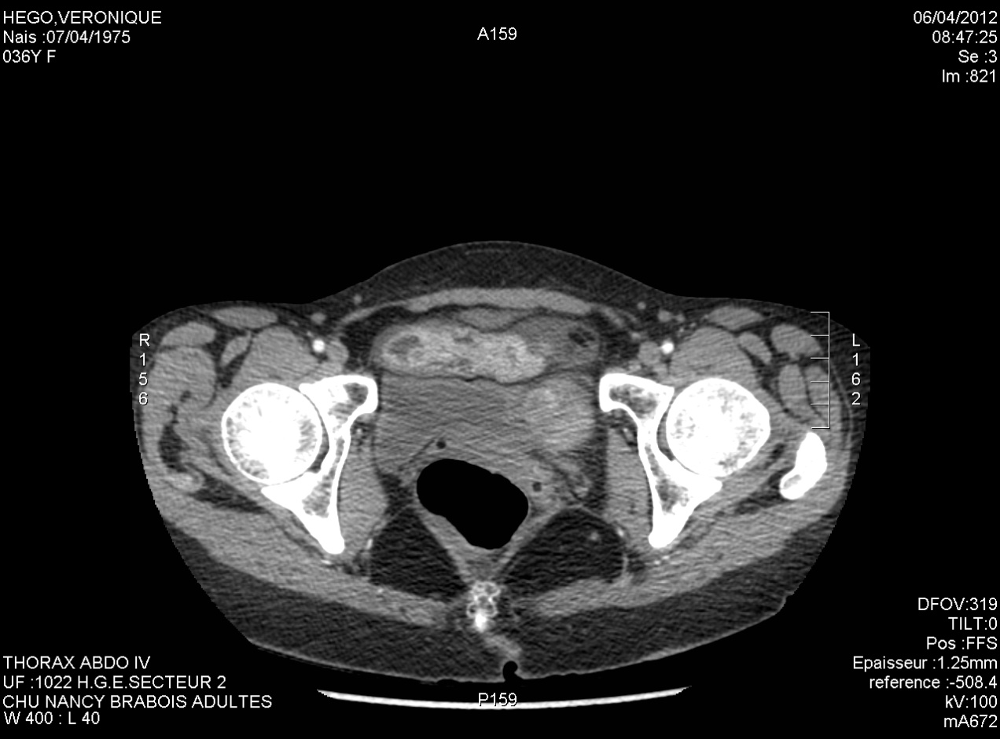 HEGO,VERONIQUE
Nais :07/04/1975
036Y F
A159
06/04/2012
08:47:25
Se :3
Im :821
R
1
5
6
L
1
6
2
DFOV:319
TILT:0
Pos :FFS
Epaisseur :1.25mm
reference :-508.4
kV:100
mA672
THORAX ABDO IV
UF :1022 H.G.E.SECTEUR 2
CHU NANCY BRABOIS ADULTES
W 400 : L 40
P159